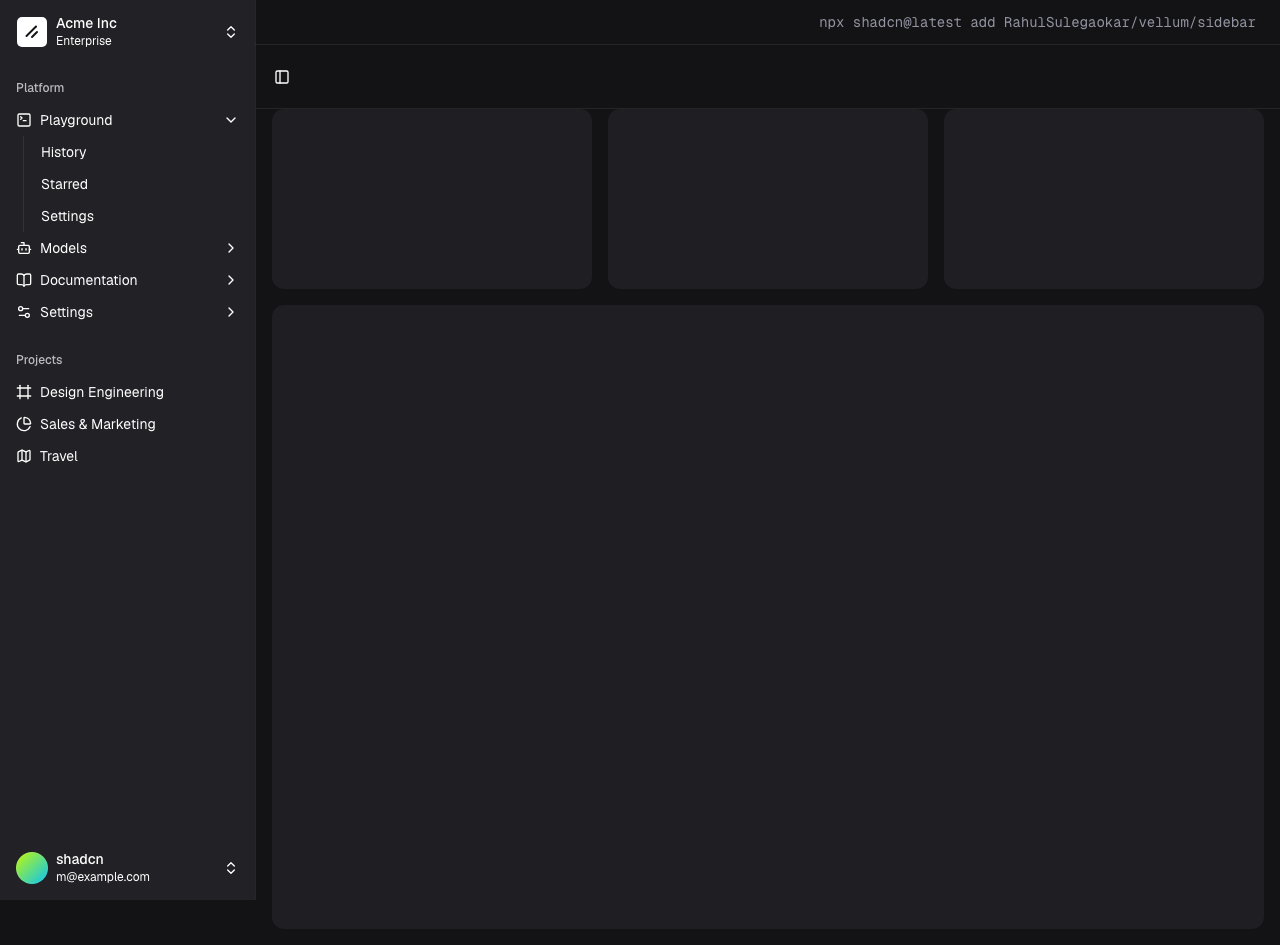 Acme Inc
Enterprise
npx shadcn@latest add RahulSulegaokar/vellum/sidebar
Platform
Playground
History
Starred
Settings
Models
Documentation
Settings
Projects
Design Engineering
Sales & Marketing
Travel
shadcn
m@example.com